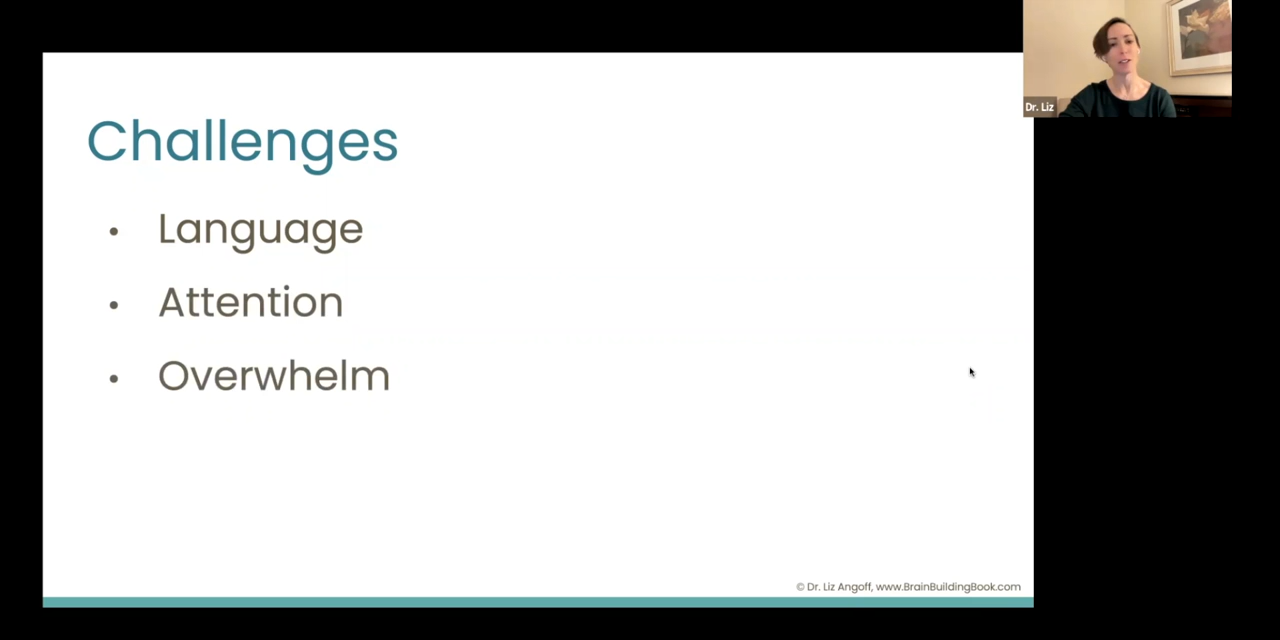 Challenges
• Language
• Attention
• Overwhelm
© Dr. Liz Angoff, www.BrainBuildingBook.com
Dr. Liz